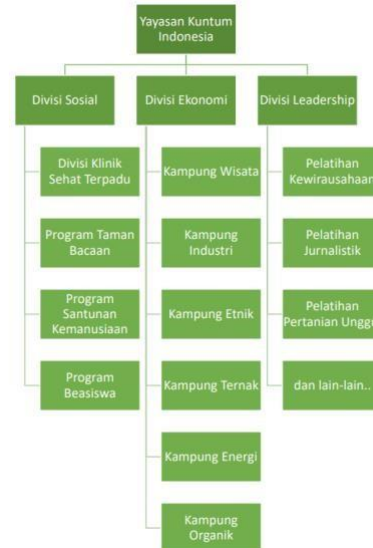 Yayasan Kuntum
Indonesia
Divisi Sosial
Divisi Klinik
Sehat Terpadu
Program Taman
Bacaan
Program
Santunan
Kemanusiaan
Program
Beasiswa
Divisi Ekonomi
Kampung Wisata
Kampung
Industri
Kampung Etnik
Kampung Ternak
Kampung Energi
Kampung
Organik
Divisi Leadership
Pelatihan
Kewirausahaan
Pelatihan
Jurnalistik
Pelatihan
Pertanian
dan lain-lain..